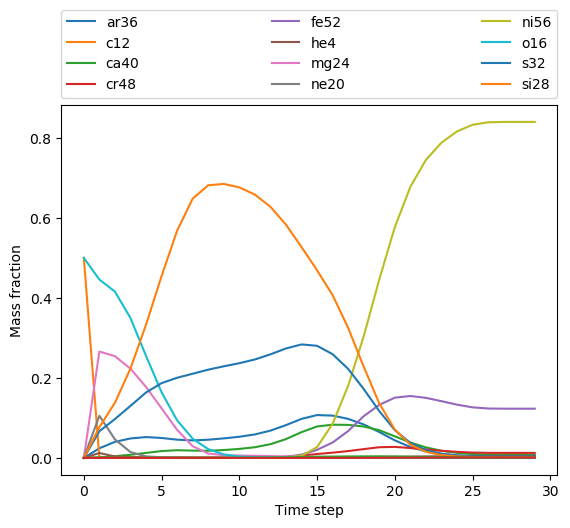 ar36 fe52 ni56
c12 he4 o16
ca40 mg24 s32
cr48 ne20 si28
0.8
0.6
0.4
0.2
0.0
Mass fraction
0 5 10 15 20 25 30
Time step